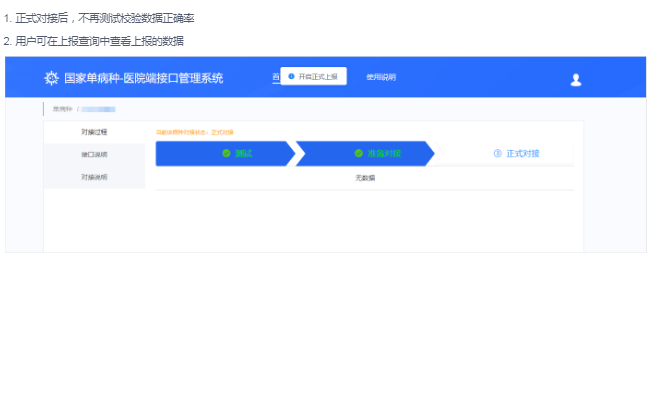 1. 正式对接后，不再测试校验数据正确率
2. 用户可在上报查询中查看上报的数据
国家单病种-医院端接口管理系统
开启正式上报
使用说明
单病种 /
对接过程
当前该病种对接状态：正式对接
接口说明
测试
准备对接
3 正式对接
对接说明
无数据